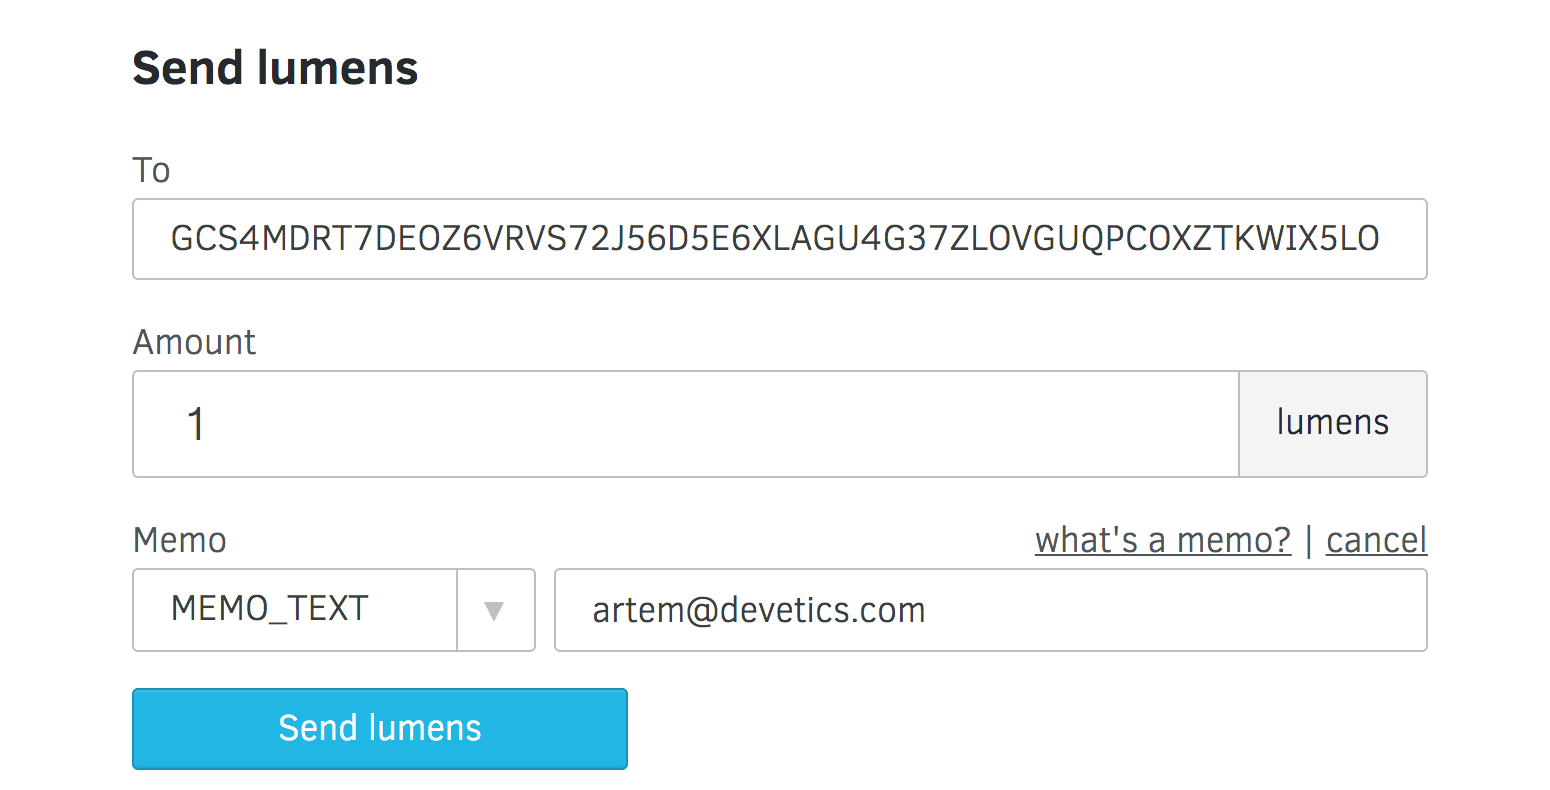 Send lumens
To
GCS4MDRT7DEOZ6VRVS72J56D5E6XLAGU4G37ZLOVGUQPCOXZTKWIX5LO
Amount
1 lumens
Memo what's a memo? | cancel
MEMO_TEXT ▼ artem@devetics.com
Send lumens